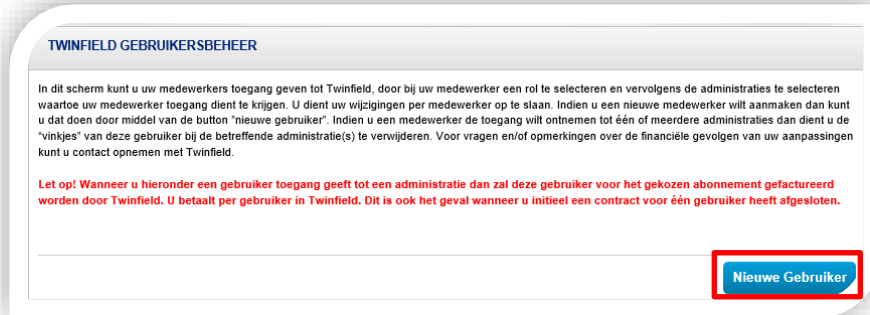 TWINFIELD GEBRUIKERSBEHEER
In dit scherm kunt u uw medewerkers toegang geven tot Twinfield, door bij uw medewerker een rol te selecteren en vervolgens de administraties te selecteren
waartoe uw medewerker toegang dient te krijgen. U dient uw wijzigingen per medewerker op te slaan. Indien u een nieuwe medewerker wilt aanmaken dan kunt
u dat doen door middel van de button "nieuwe gebruiker". Indien u een medewerker de toegang wilt ontnemen tot één of meerdere administraties dan dient u de
"vinkjes" van deze gebruiker bij de betreffende administratie(s) te verwijderen. Voor vragen en/of opmerkingen over de financiële gevolgen van uw aanpassingen
kunt u contact opnemen met Twinfield.
Let op! Wanneer u hieronder een gebruiker toegang geeft tot een administratie dan zal deze gebruiker voor het gekozen abonnement gefactureerd
worden door Twinfield. U betaalt per gebruiker in Twinfield. Dit is ook het geval wanneer u initieel een contract voor één gebruiker heeft afgesloten.
Nieuwe Gebruiker